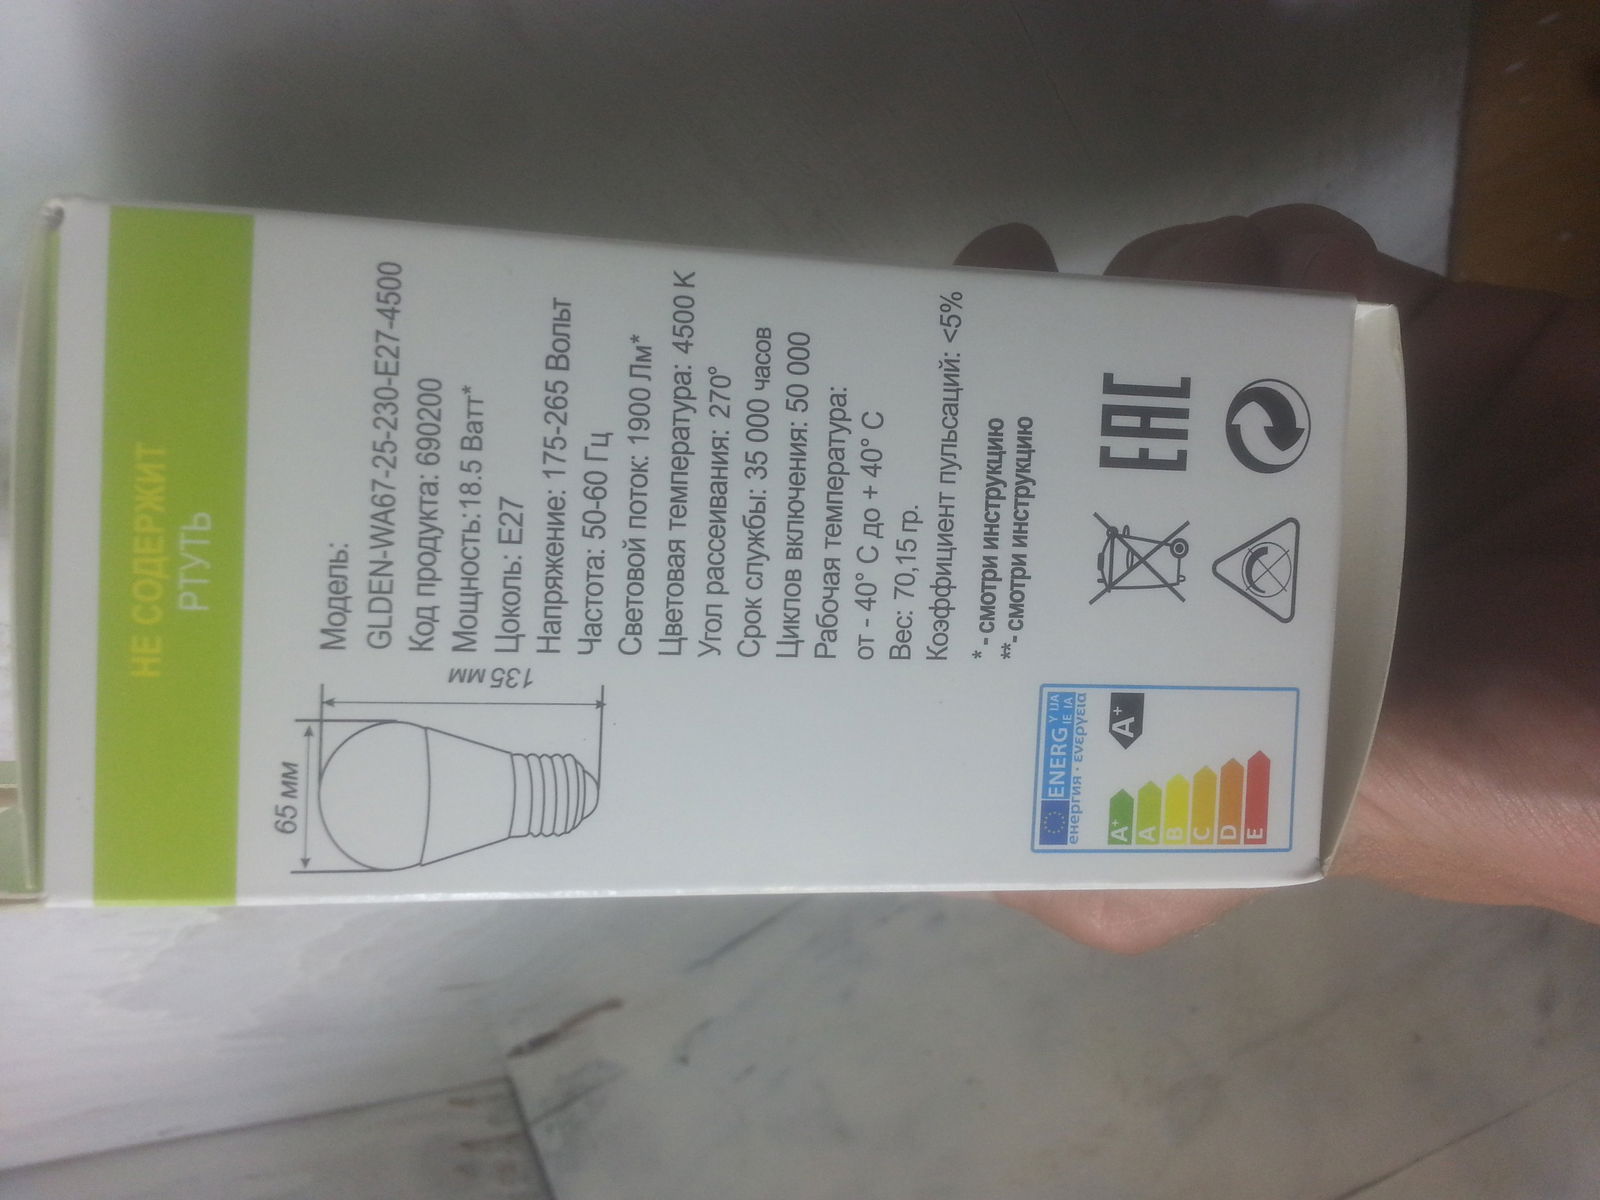 НЕ СОДЕРЖИТ
РТУТЬ
65 мм
135 мм
Модель:
GLDEN-WA67-25-230-E27-4500
Код продукта: 690200
Мощность:18.5 Ватт*
Цоколь: E27
Напряжение: 175-265 Вольт
Частота: 50-60 Гц
Световой поток: 1900 Лм*
Цветовая температура: 4500 К
Угол рассеивания: 270°
Срок службы: 35 000 часов
Циклов включения: 50 000
Рабочая температура:
от - 40° С до + 40° С
Вес: 70,15 гр.
Коэффициент пульсаций: <5%
* - смотри инструкцию
**- смотри инструкцию
ENERG Y IJA
IE IA
енергия · ενεργεια
A+
A+
A
B
C
D
E
EAC